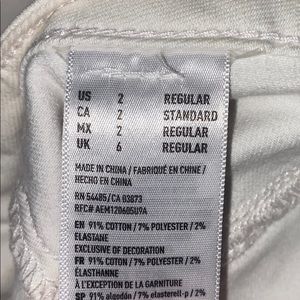 US 2 REGULAR
CA 2 STANDARD
MX 2 REGULAR
UK 6 REGULAR
MADE IN CHINA / FABRIQUÉ EN CHINE /
HECHO EN CHINA
RN 54485/CA 03873
RFC# AEM120605U9A
EN 91% COTTON / 7% POLYESTER / 2%
ELASTANE
EXCLUSIVE OF DECORATION
FR 91% COTON / 7% POLYESTER / 2%
ÉLASTHANNE
À L'EXCEPTION DE LA GARNITURE
SP 91% algodón / 7% elasterell-p / 2%